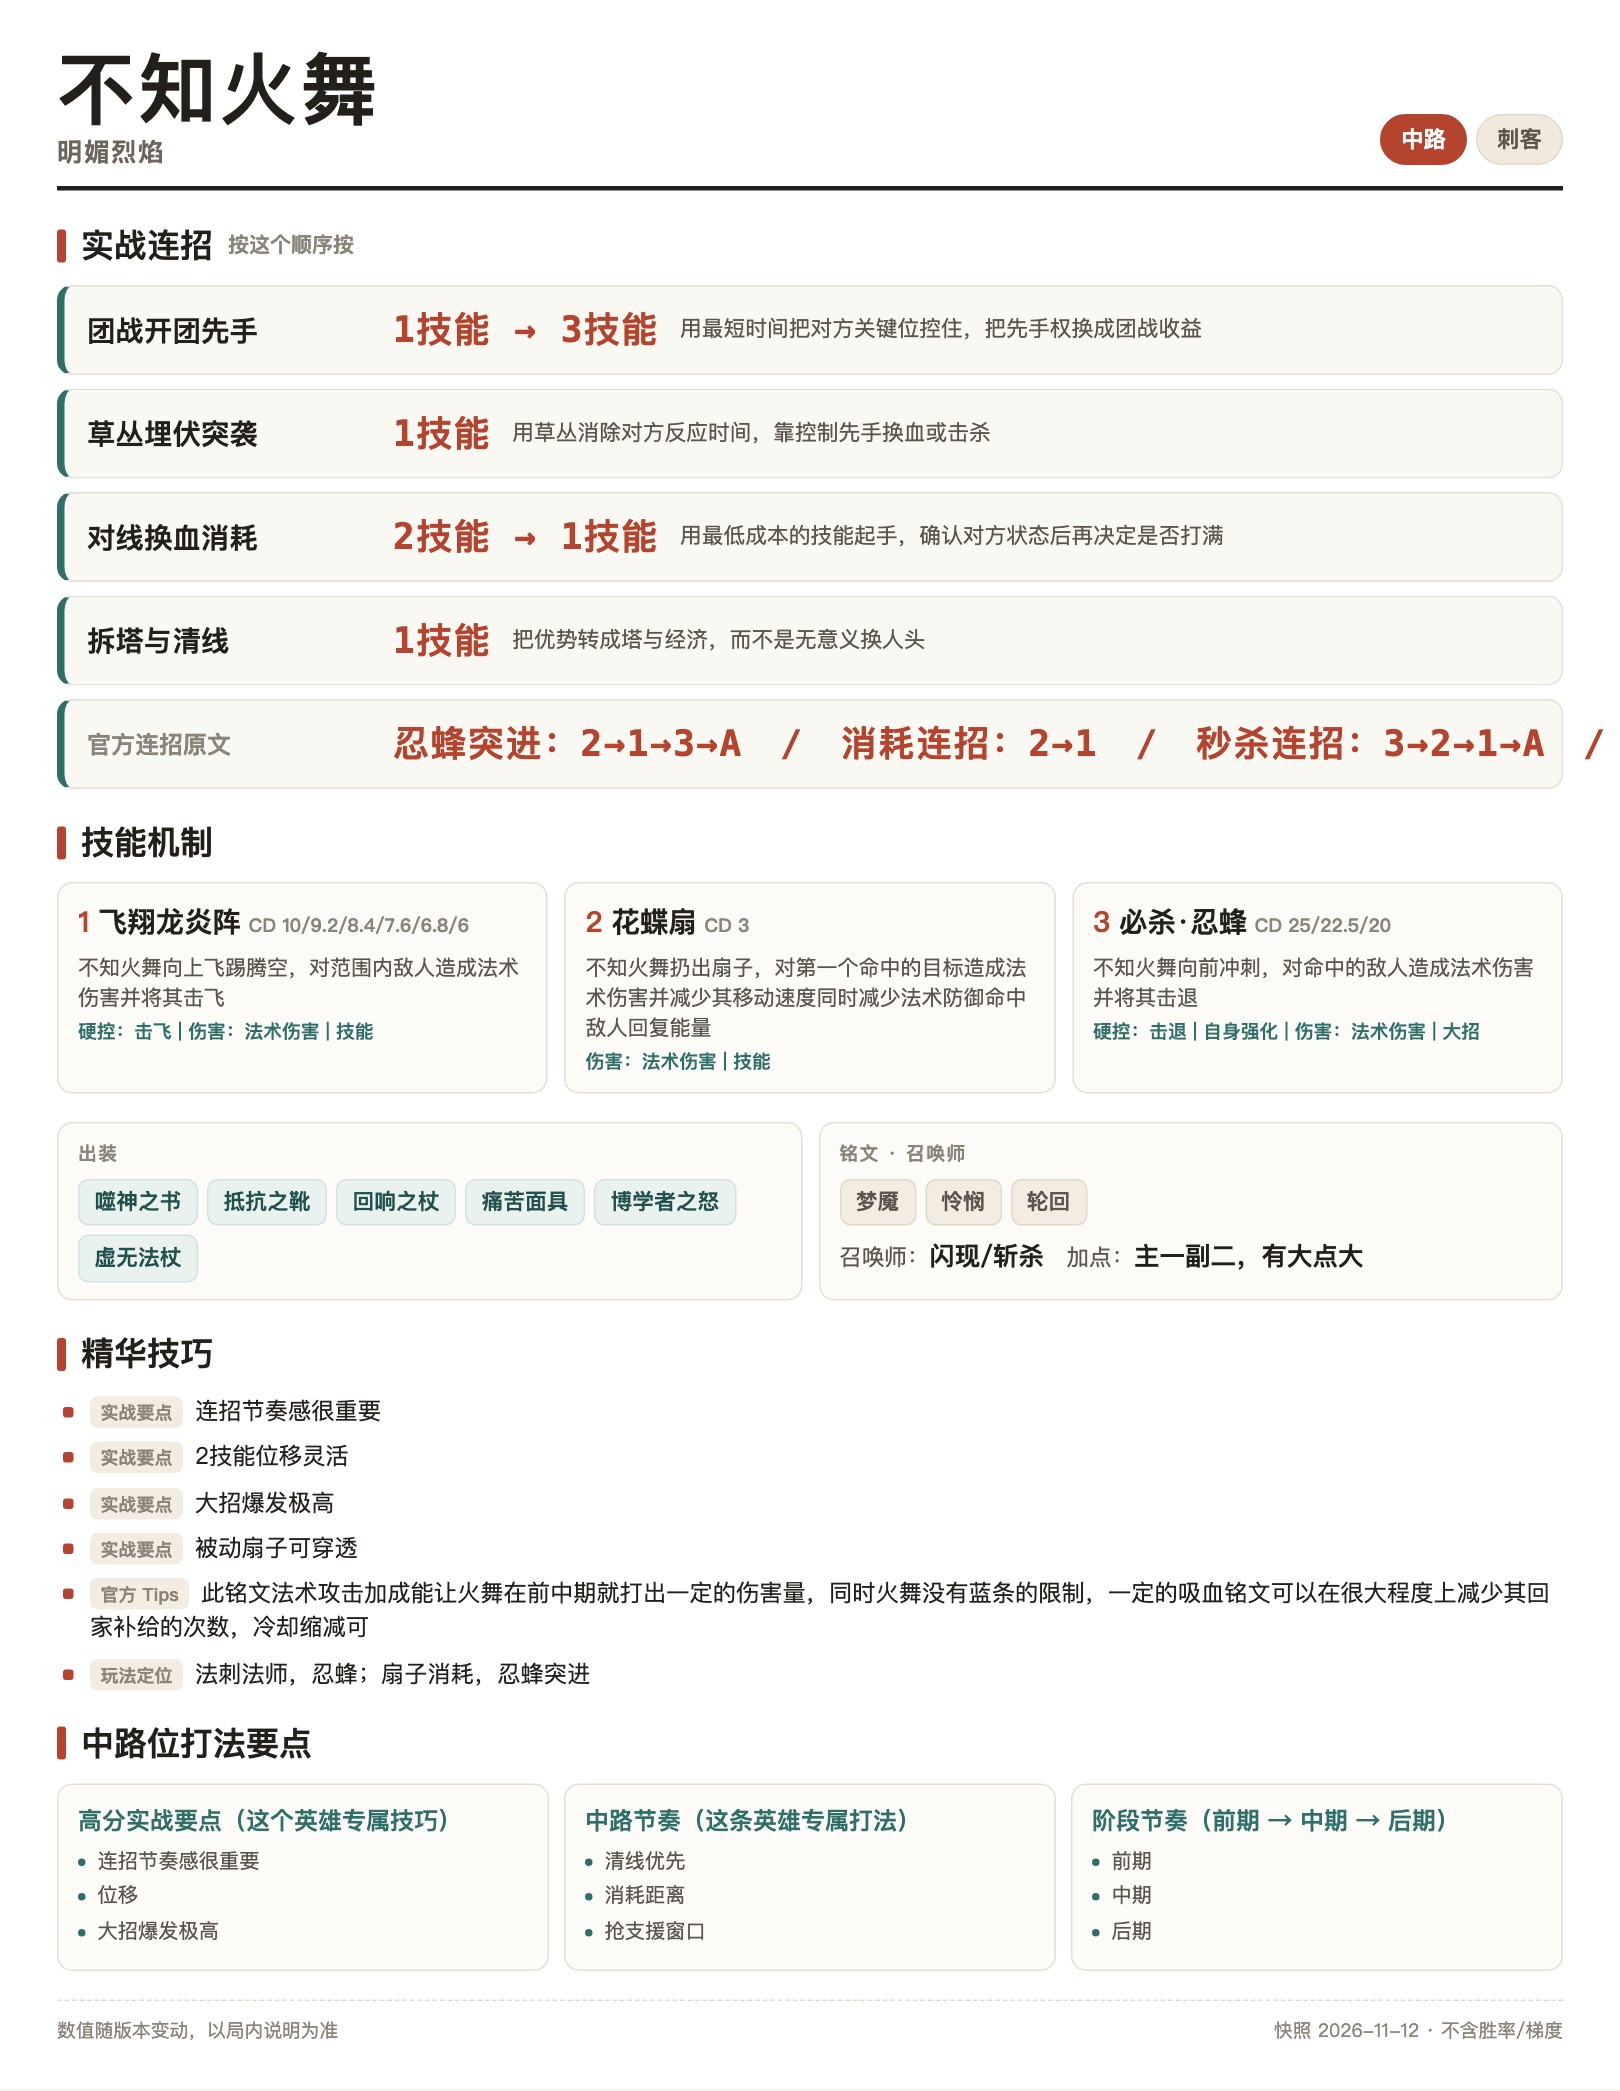 不知火舞
明媚烈焰
中路 刺客
实战连招 按这个顺序按
团战开团先手 1技能 → 3技能 用最短时间把对方关键位控住，把先手权换成团战收益
草丛埋伏突袭 1技能 用草丛消除对方反应时间，靠控制先手换血或击杀
对线换血消耗 2技能 → 1技能 用最低成本的技能起手，确认对方状态后再决定是否打满
拆塔与清线 1技能 把优势转成塔与经济，而不是无意义换人头
官方连招原文 忍蜂突进：2→1→3→A / 消耗连招：2→1 / 秒杀连招：3→2→1→A /
技能机制
1 飞翔龙炎阵 CD 10/9.2/8.4/7.6/6.8/6
不知火舞向上飞踢腾空，对范围内敌人造成法术
伤害并将其击飞
硬控：击飞 | 伤害：法术伤害 | 技能
2 花蝶扇 CD 3
不知火舞扔出扇子，对第一个命中的目标造成法
术伤害并减少其移动速度同时减少法术防御命中
敌人回复能量
伤害：法术伤害 | 技能
3 必杀·忍蜂 CD 25/22.5/20
不知火舞向前冲刺，对命中的敌人造成法术伤害
并将其击退
硬控：击退 | 自身强化 | 伤害：法术伤害 | 大招
出装
噬神之书 抵抗之靴 回响之杖 痛苦面具 博学者之怒
虚无法杖
铭文 · 召唤师
梦魇 怜悯 轮回
召唤师：闪现/斩杀 加点：主一副二，有大点大
精华技巧
实战要点 连招节奏感很重要
实战要点 2技能位移灵活
实战要点 大招爆发极高
实战要点 被动扇子可穿透
官方 Tips 此铭文法术攻击加成能让火舞在前中期就打出一定的伤害量，同时火舞没有蓝条的限制，一定的吸血铭文可以在很大程度上减少其回
家补给的次数，冷却缩减可
玩法定位 法刺法师，忍蜂；扇子消耗，忍蜂突进
中路位打法要点
高分实战要点（这个英雄专属技巧）
连招节奏感很重要
位移
大招爆发极高
中路节奏（这条英雄专属打法）
清线优先
消耗距离
抢支援窗口
阶段节奏（前期 → 中期 → 后期）
前期
中期
后期
数值随版本变动，以局内说明为准
快照 2026-11-12 · 不含胜率/梯度